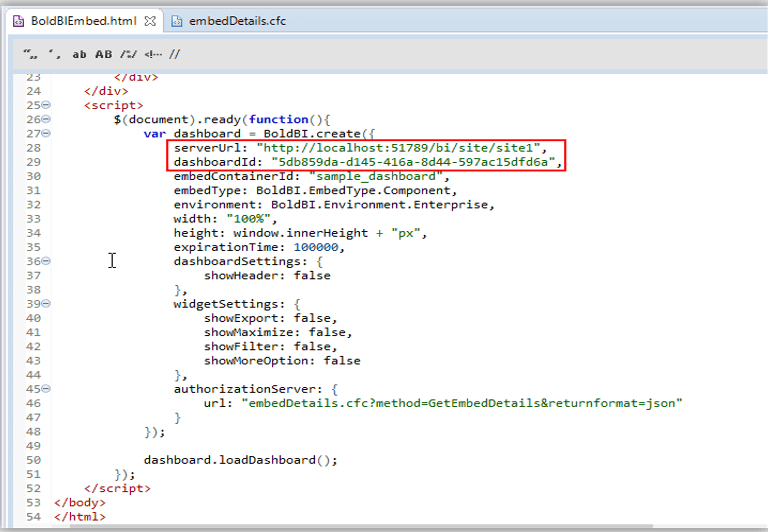 BoldBIEmbed.html embedDetails.cfc
“„ ‘, ab AB /%/ <!-- //
23 </div>
24 </div>
25 <script>
26 $(document).ready(function(){
27 var dashboard = BoldBI.create({
28 serverUrl: "http://localhost:51789/bi/site/site1",
29 dashboardId: "5db859da-d145-416a-8d44-597ac15dfd6a",
30 embedContainerId: "sample_dashboard",
31 embedType: BoldBI.EmbedType.Component,
32 environment: BoldBI.Environment.Enterprise,
33 width: "100%",
34 height: window.innerHeight + "px",
35 expirationTime: 100000,
36 dashboardSettings: {
37 showHeader: false
38 },
39 widgetSettings: {
40 showExport: false,
41 showMaximize: false,
42 showFilter: false,
43 showMoreOption: false
44 },
45 authorizationServer: {
46 url: "embedDetails.cfc?method=GetEmbedDetails&returnformat=json"
47 }
48 });
49
50 dashboard.loadDashboard();
51 });
52 </script>
53 </body>
54 </html>